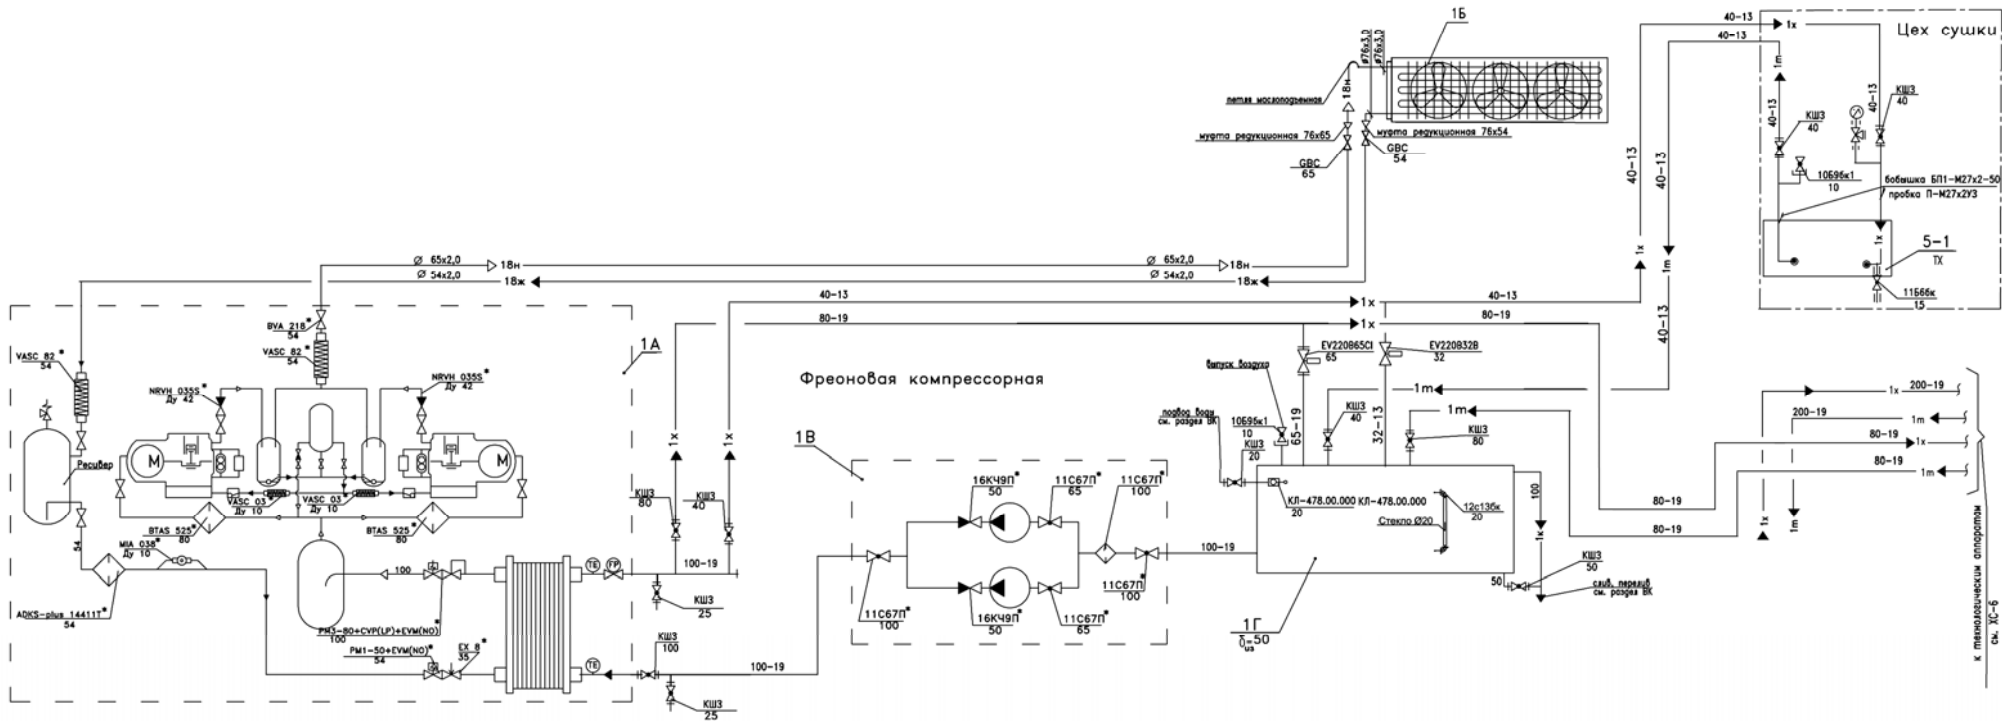 40-13
1х
Цех сушки
40-13
1Б
⌀76х3,0
⌀76х3,0
18н
петля маслоподъемная
муфта редукционная 76х65
муфта редукционная 76х54
GBC
65
GBC
54
40-13
40-13
1m
40-13
40-13
КШЗ
40
КШЗ
40
10Б9бк1
10
бобышка БП1-М27х2-50
пробка П-М27х2УЗ
1х
5-1
ТХ
11Б6бк
15
1х
1m
40-13
⌀ 65х2,0
18н
⌀ 54х2,0
18ж
⌀ 65х2,0
18н
⌀ 54х2,0
18ж
40-13
1х
40-13
80-19
1х
80-19
BVA 218*
54
VASC 82*
54
VASC 82*
54
1А
NRVH 035S*
Ду 42
NRVH 035S*
Ду 42
Фреоновая компрессорная
EV220B65CI
65
EV220B32B
32
выпуск воздуха
1m
1m
подвод воды
см. раздел ВК
10Б9бк1
10
КШЗ
20
65-19
КШЗ
40
32-13
КШЗ
80
1х
200-19
200-19
1m
80-19
1х
80-19
1m
М
М
Ресивер
VASC 03*
Ду 10
VASC 03*
Ду 10
BTAS 525*
80
BTAS 525*
80
MIA 038*
Ду 10
54
ADKS-plus 14411T*
54
100
PM3-80+CVP(LP)+EVM(NO)*
100
PM1-50+EVM(NO)*
54
EX 8*
35
TE
FP
TE
1х
1х
КШЗ
80
КШЗ
40
100-19
КШЗ
25
КШЗ
100
100-19
КШЗ
25
1В
16КЧ9П*
50
11С67П*
65
11С67П*
100
11С67П*
100
16КЧ9П*
50
11С67П*
65
11С67П*
100
100-19
КЛ-478.00.000
20
КЛ-478.00.000
Стекло ⌀20
12с13бк
20
100
1к
50
КШЗ
50
слив, перелив
см. раздел ВК
1Г
δиз=50
80-19
80-19
1х
1m
к технологическим аппаратам
см. ХС-6